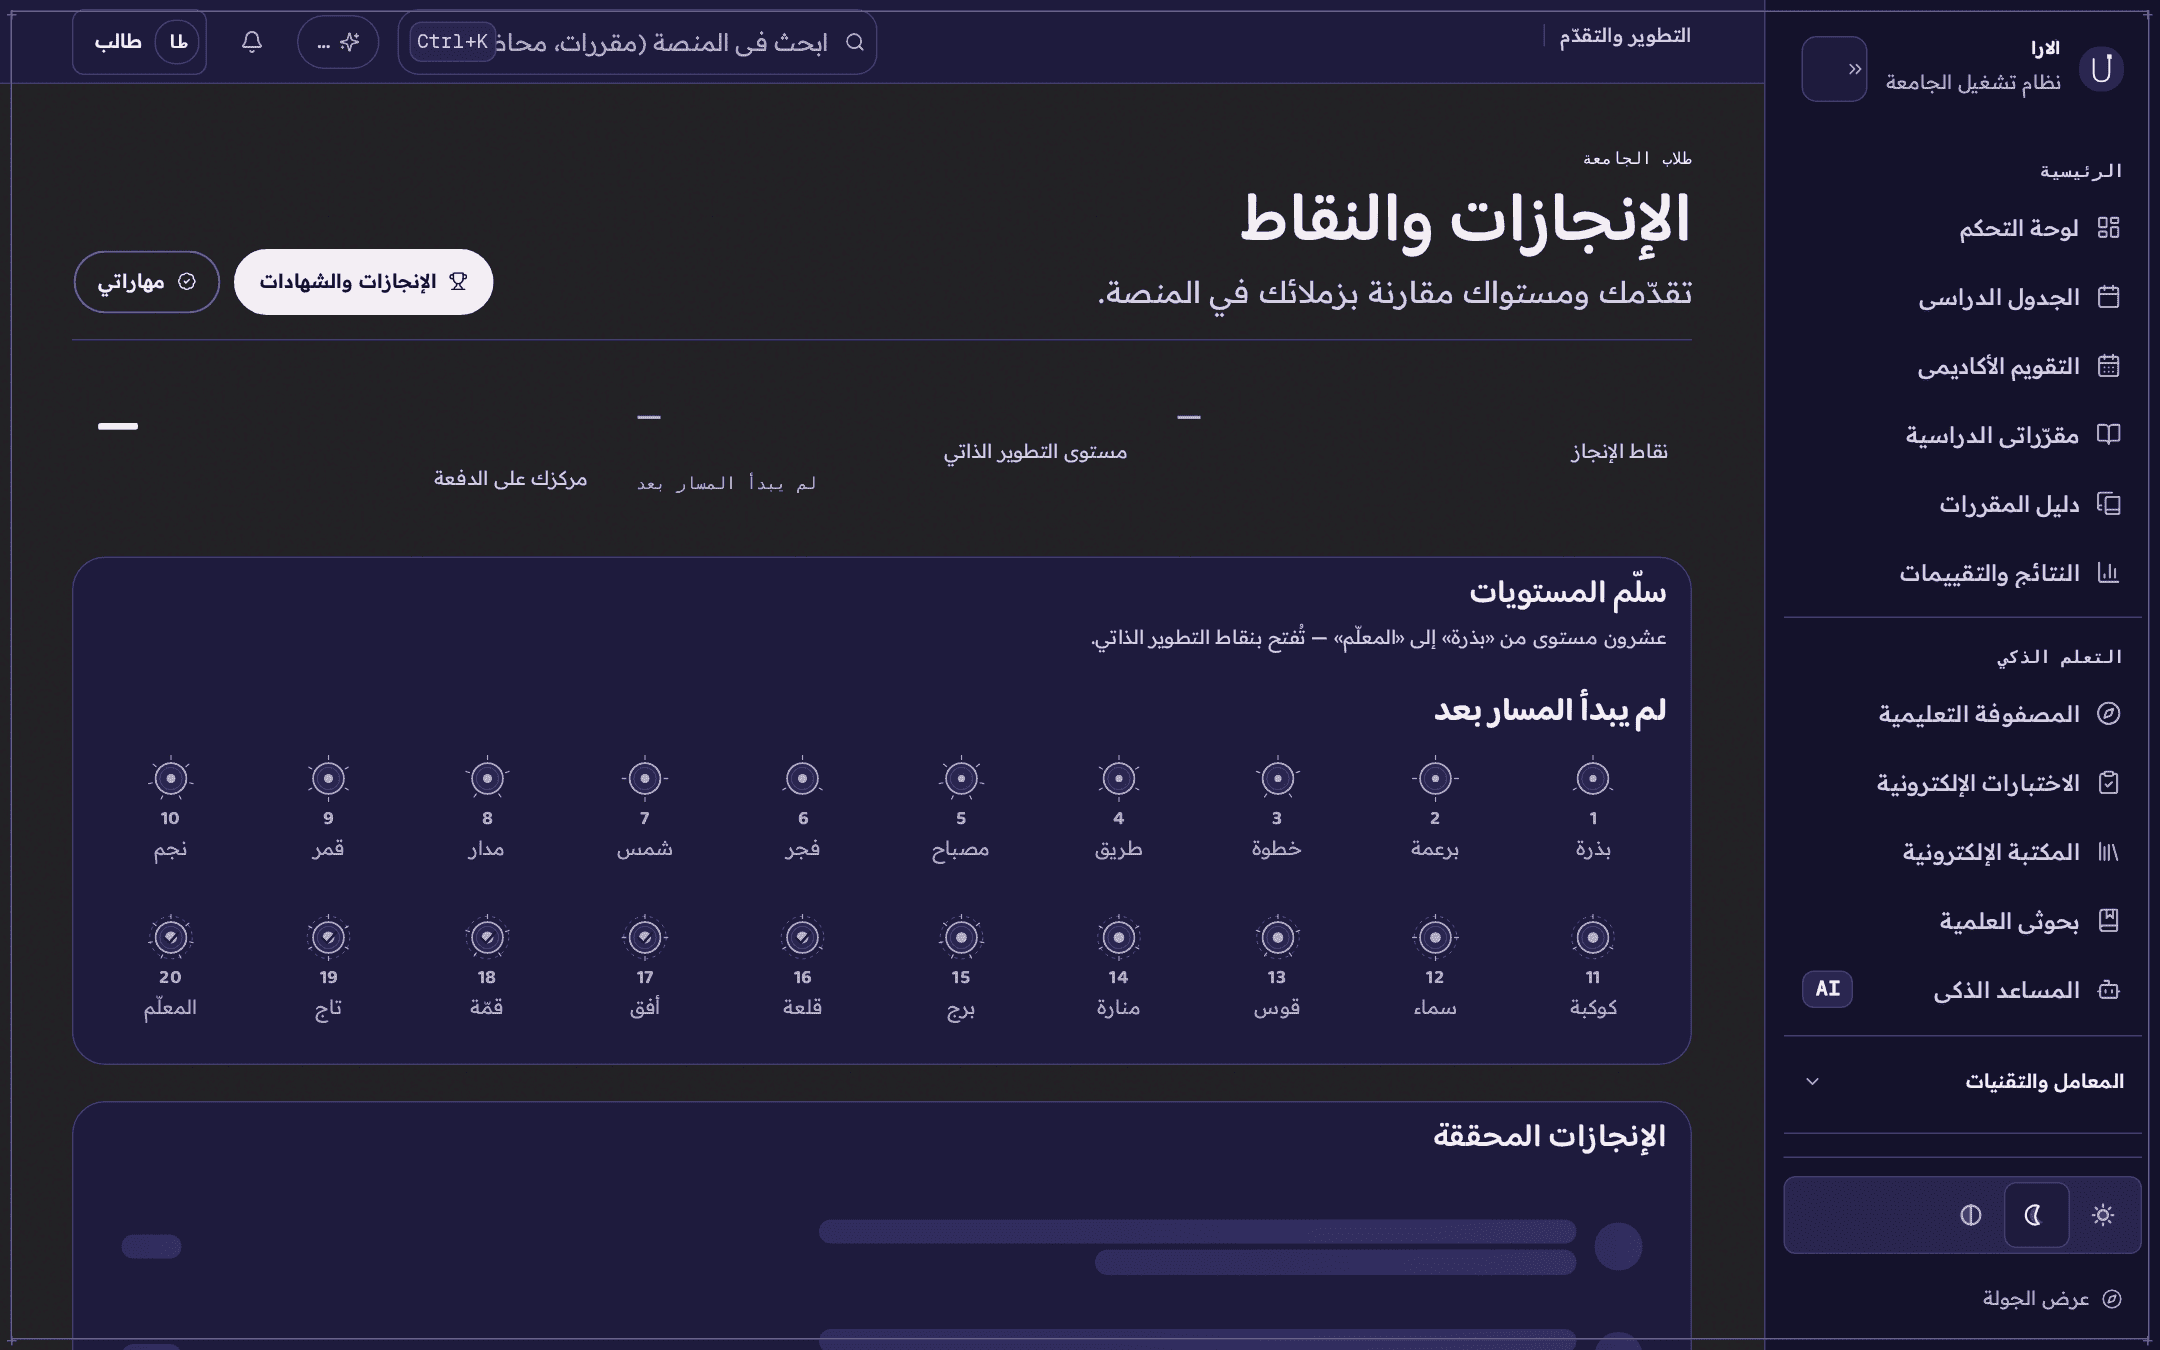 الارا
نظام تشغيل الجامعة
الرئيسية
لوحة التحكم
الجدول الدراسى
التقويم الأكاديمى
مقرّراتى الدراسية
دليل المقررات
النتائج والتقييمات
التعلم الذكي
المصفوفة التعليمية
الاختبارات الإلكترونية
المكتبة الإلكترونية
بحوثى العلمية
المساعد الذكى
AI
المعامل والتقنيات
عرض الجولة
التطوير والتقدّم
ابحث فى المنصة (مقررات، محاض
Ctrl+K
...
طا
طالب
طلاب الجامعة
الإنجازات والنقاط
تقدّمك ومستواك مقارنة بزملائك في المنصة.
الإنجازات والشهادات
مهاراتي
—
نقاط الإنجاز
—
مستوى التطوير الذاتي
لم يبدأ المسار بعد
—
مركزك على الدفعة
سلّم المستويات
عشرون مستوى من «بذرة» إلى «المعلّم» — تُفتح بنقاط التطوير الذاتي.
لم يبدأ المسار بعد
1 2 3 4 5 6 7 8 9 10
بذرة برعمة خطوة طريق مصباح فجر شمس مدار قمر نجم
11 12 13 14 15 16 17 18 19 20
كوكبة سماء قوس منارة برج قلعة أفق قمّة تاج المعلّم
الإنجازات المحققة